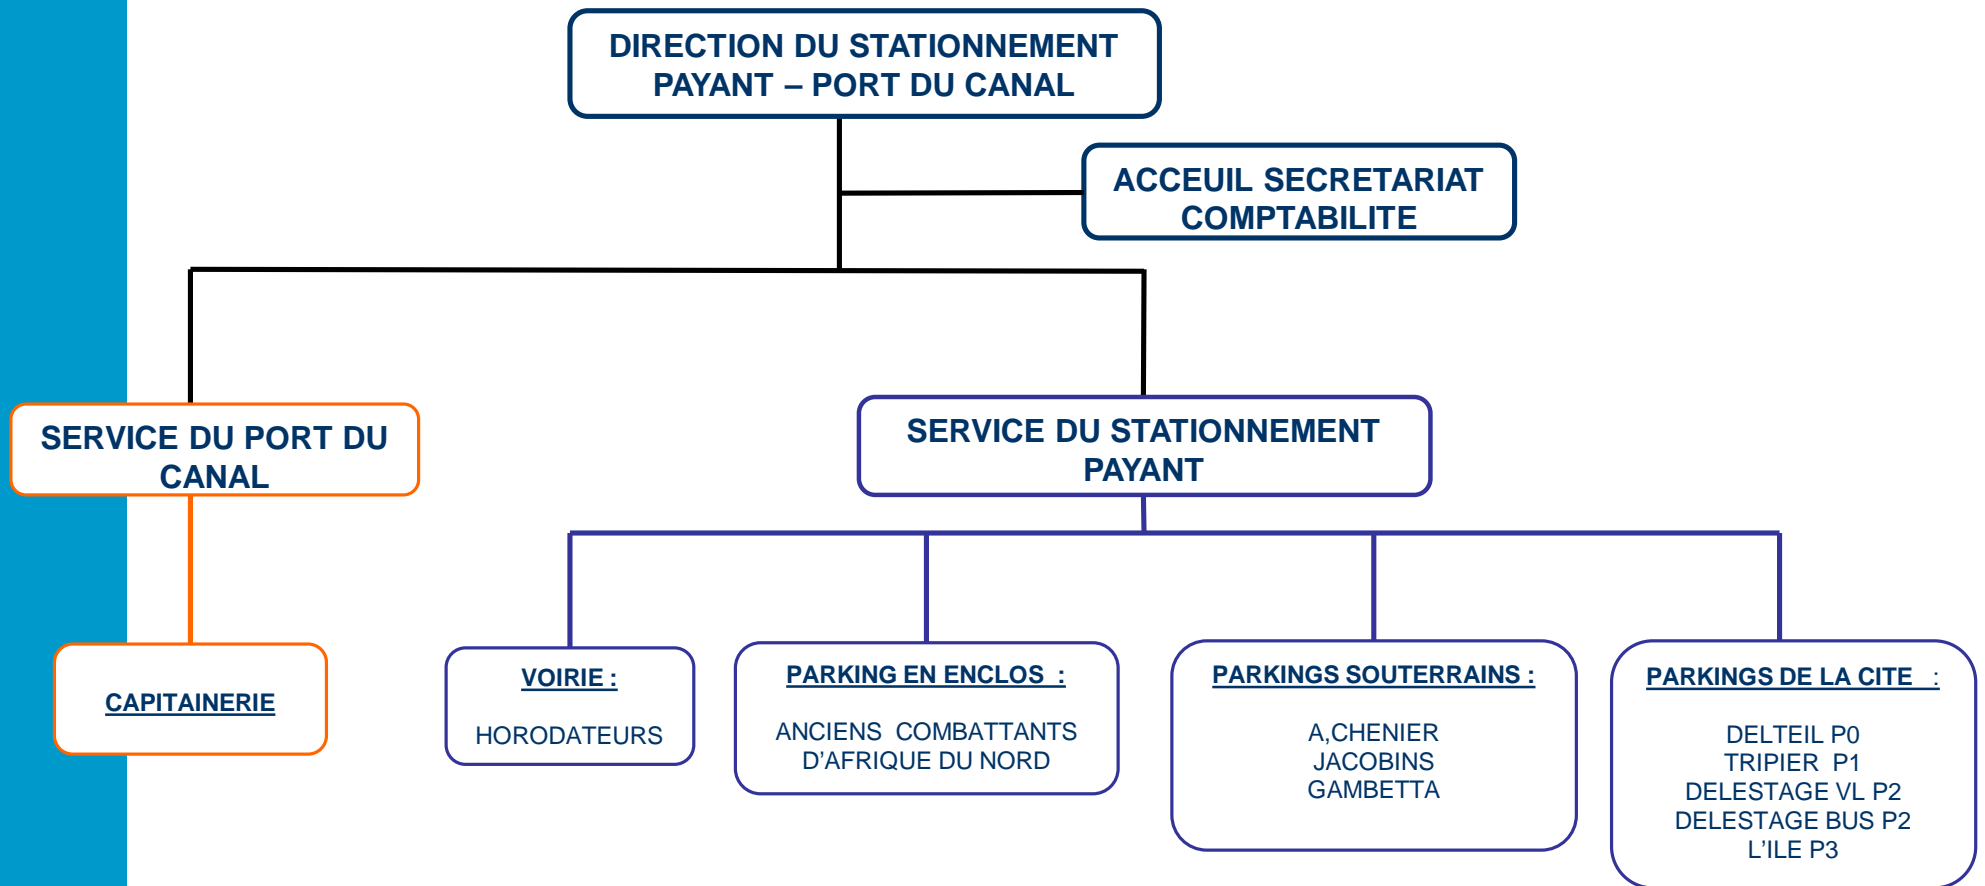 DIRECTION DU STATIONNEMENT
PAYANT – PORT DU CANAL
ACCEUIL SECRETARIAT
COMPTABILITE
SERVICE DU PORT DU
CANAL
SERVICE DU STATIONNEMENT
PAYANT
CAPITAINERIE
VOIRIE :
HORODATEURS
PARKING EN ENCLOS :
ANCIENS COMBATTANTS
D'AFRIQUE DU NORD
PARKINGS SOUTERRAINS :
A,CHENIER
JACOBINS
GAMBETTA
PARKINGS DE LA CITE :
DELTEIL P0
TRIPIER P1
DELESTAGE VL P2
DELESTAGE BUS P2
L'ILE P3